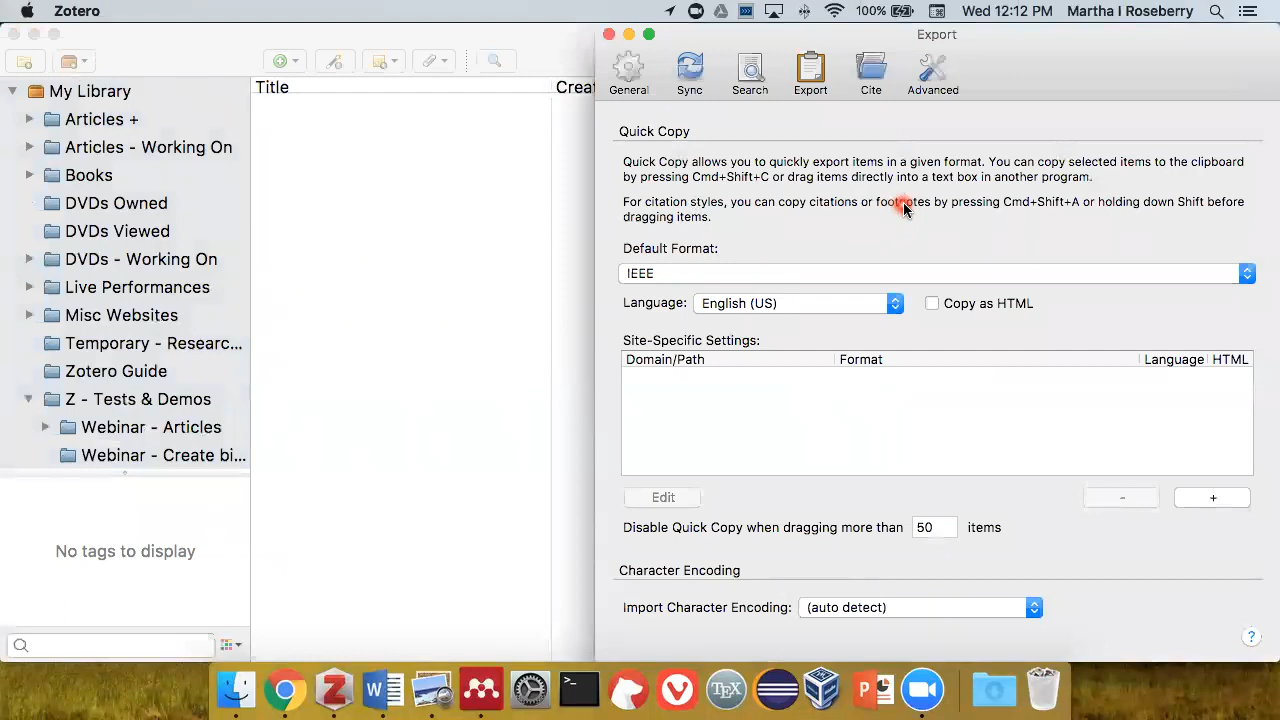 Zotero
100%
Wed 12:12 PM
Martha I Roseberry
Export
General
Sync
Search
Export
Cite
Advanced
Title
Creat
My Library
Articles +
Articles - Working On
Books
DVDs Owned
DVDs Viewed
DVDs - Working On
Live Performances
Misc Websites
Temporary - Researc...
Zotero Guide
Z - Tests & Demos
Webinar - Articles
Webinar - Create bi...
No tags to display
Quick Copy
Quick Copy allows you to quickly export items in a given format. You can copy selected items to the clipboard
by pressing Cmd+Shift+C or drag items directly into a text box in another program.
For citation styles, you can copy citations or footnotes by pressing Cmd+Shift+A or holding down Shift before
dragging items.
Default Format:
IEEE
Language: English (US) Copy as HTML
Site-Specific Settings:
Domain/Path Format Language HTML
Edit - +
Disable Quick Copy when dragging more than 50 items
Character Encoding
Import Character Encoding: (auto detect)
?
Z
W
TEX
P